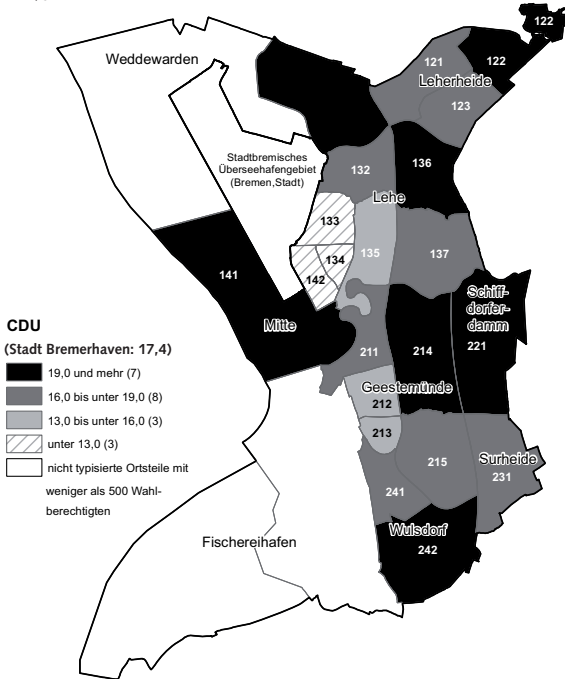 122
Weddewarden
121
122
Leherheide
123
Stadtbremisches
Überseehafengebiet
(Bremen,Stadt)
132
136
Lehe
133
135
137
134
142
141
Mitte
Schiff-
dorfer-
damm
221
CDU
(Stadt Bremerhaven: 17,4)
19,0 und mehr (7)
16,0 bis unter 19,0 (8)
13,0 bis unter 16,0 (3)
unter 13,0 (3)
nicht typisierte Ortsteile mit
weniger als 500 Wahl-
berechtigten
211
214
Geestemünde
212
213
215
Surheide
231
241
Wulsdorf
242
Fischereihafen